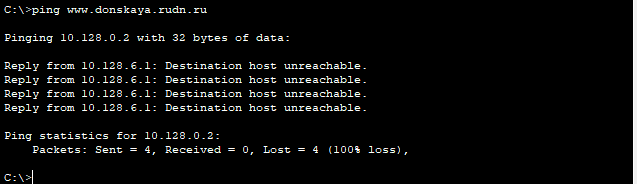 C:\>ping www.donskaya.rudn.ru
Pinging 10.128.0.2 with 32 bytes of data:
Reply from 10.128.6.1: Destination host unreachable.
Reply from 10.128.6.1: Destination host unreachable.
Reply from 10.128.6.1: Destination host unreachable.
Reply from 10.128.6.1: Destination host unreachable.
Ping statistics for 10.128.0.2:
    Packets: Sent = 4, Received = 0, Lost = 4 (100% loss),
C:\>